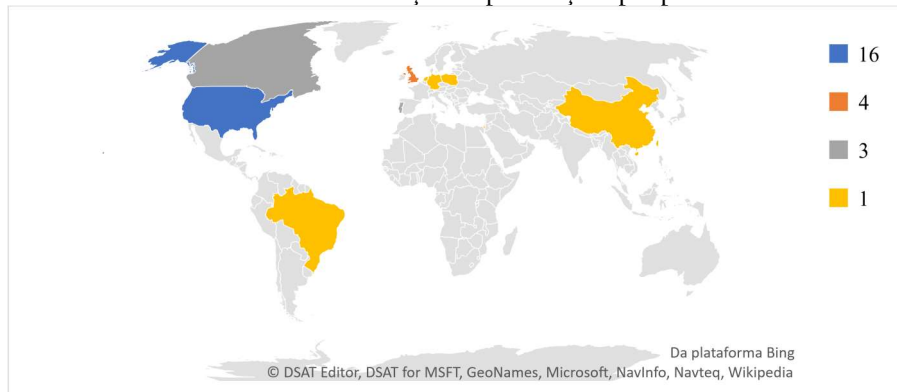 16
4
3
1
Da plataforma Bing
© DSAT Editor, DSAT for MSFT, GeoNames, Microsoft, NavInfo, Navteq, Wikipedia